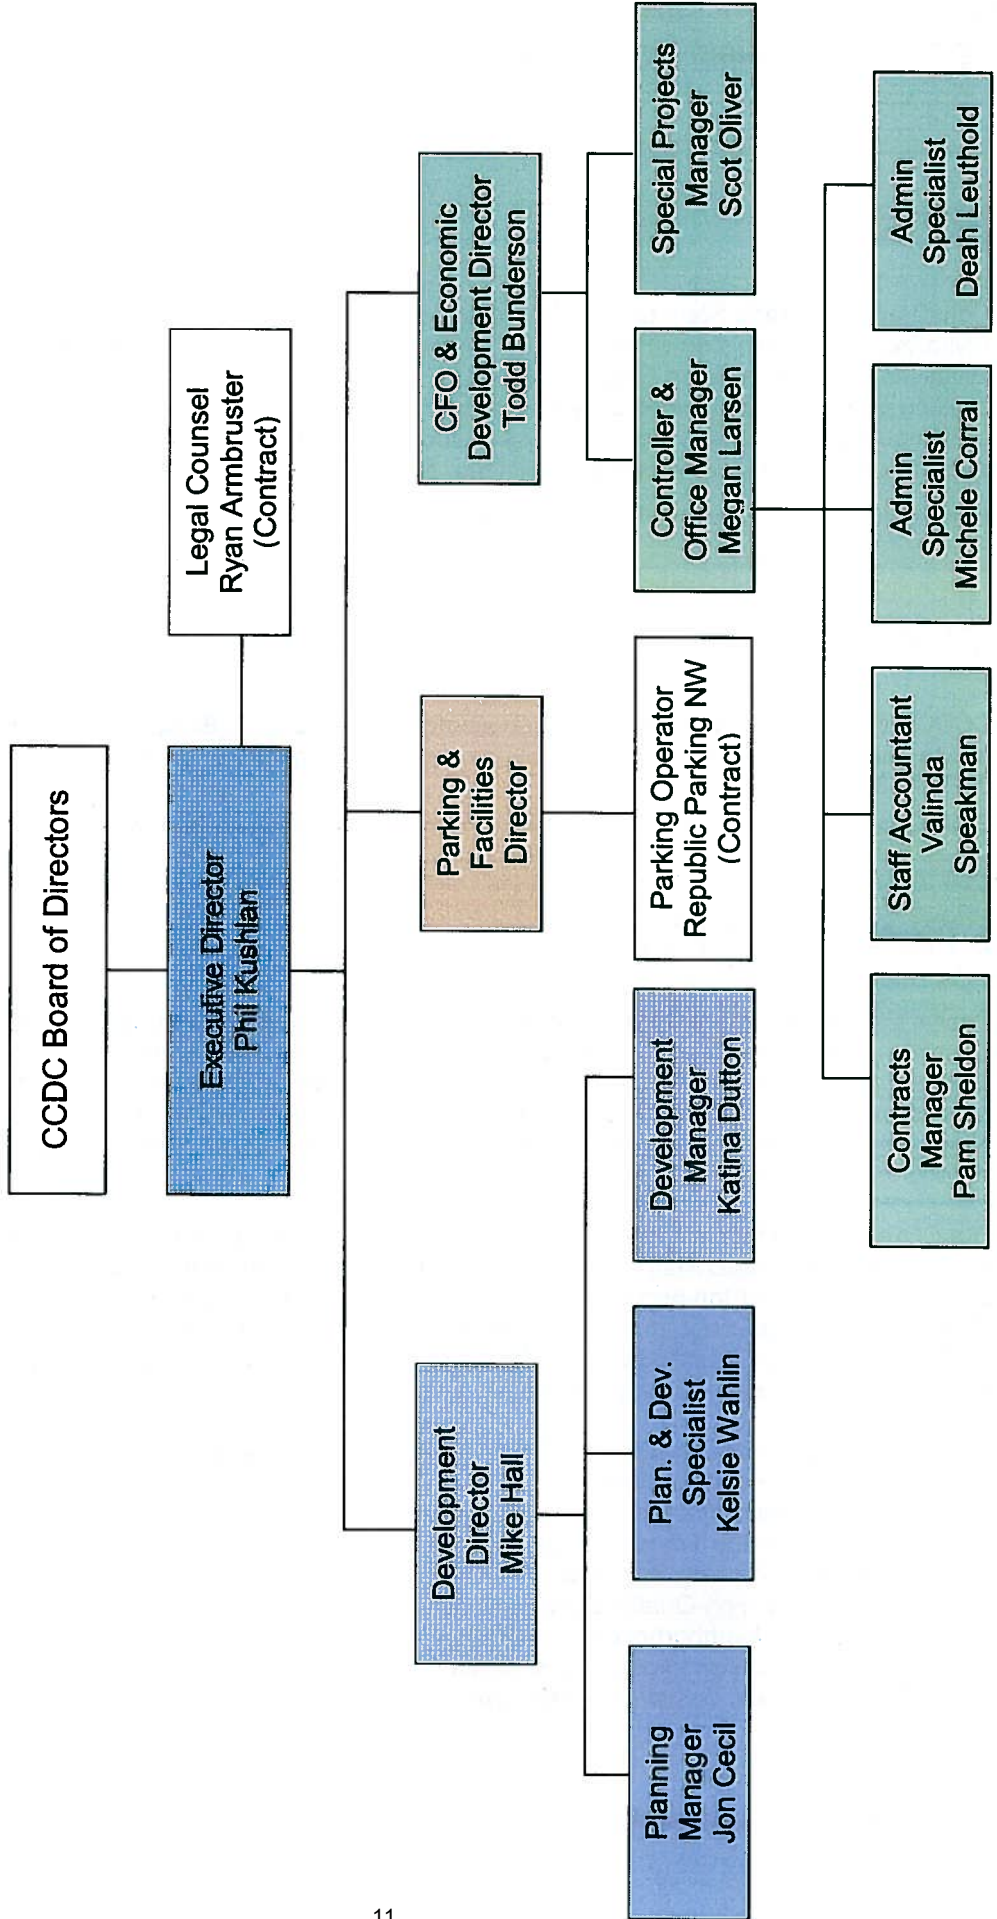 CCDC Board of Directors
Executive Director
Phil Kushlan
Legal Counsel
Ryan Armbruster
(Contract)
Development
Director
Mike Hall
Parking &
Facilities
Director
CFO & Economic
Development Director
Todd Bunderson
Planning
Manager
Jon Cecil
Plan. & Dev.
Specialist
Kelsie Wahlin
Development
Manager
Katina Dutton
Parking Operator
Republic Parking NW
(Contract)
Controller &
Office Manager
Megan Larsen
Special Projects
Manager
Scot Oliver
Contracts
Manager
Pam Sheldon
Staff Accountant
Valinda
Speakman
Admin
Specialist
Michele Corral
Admin
Specialist
Deah Leuthold
11